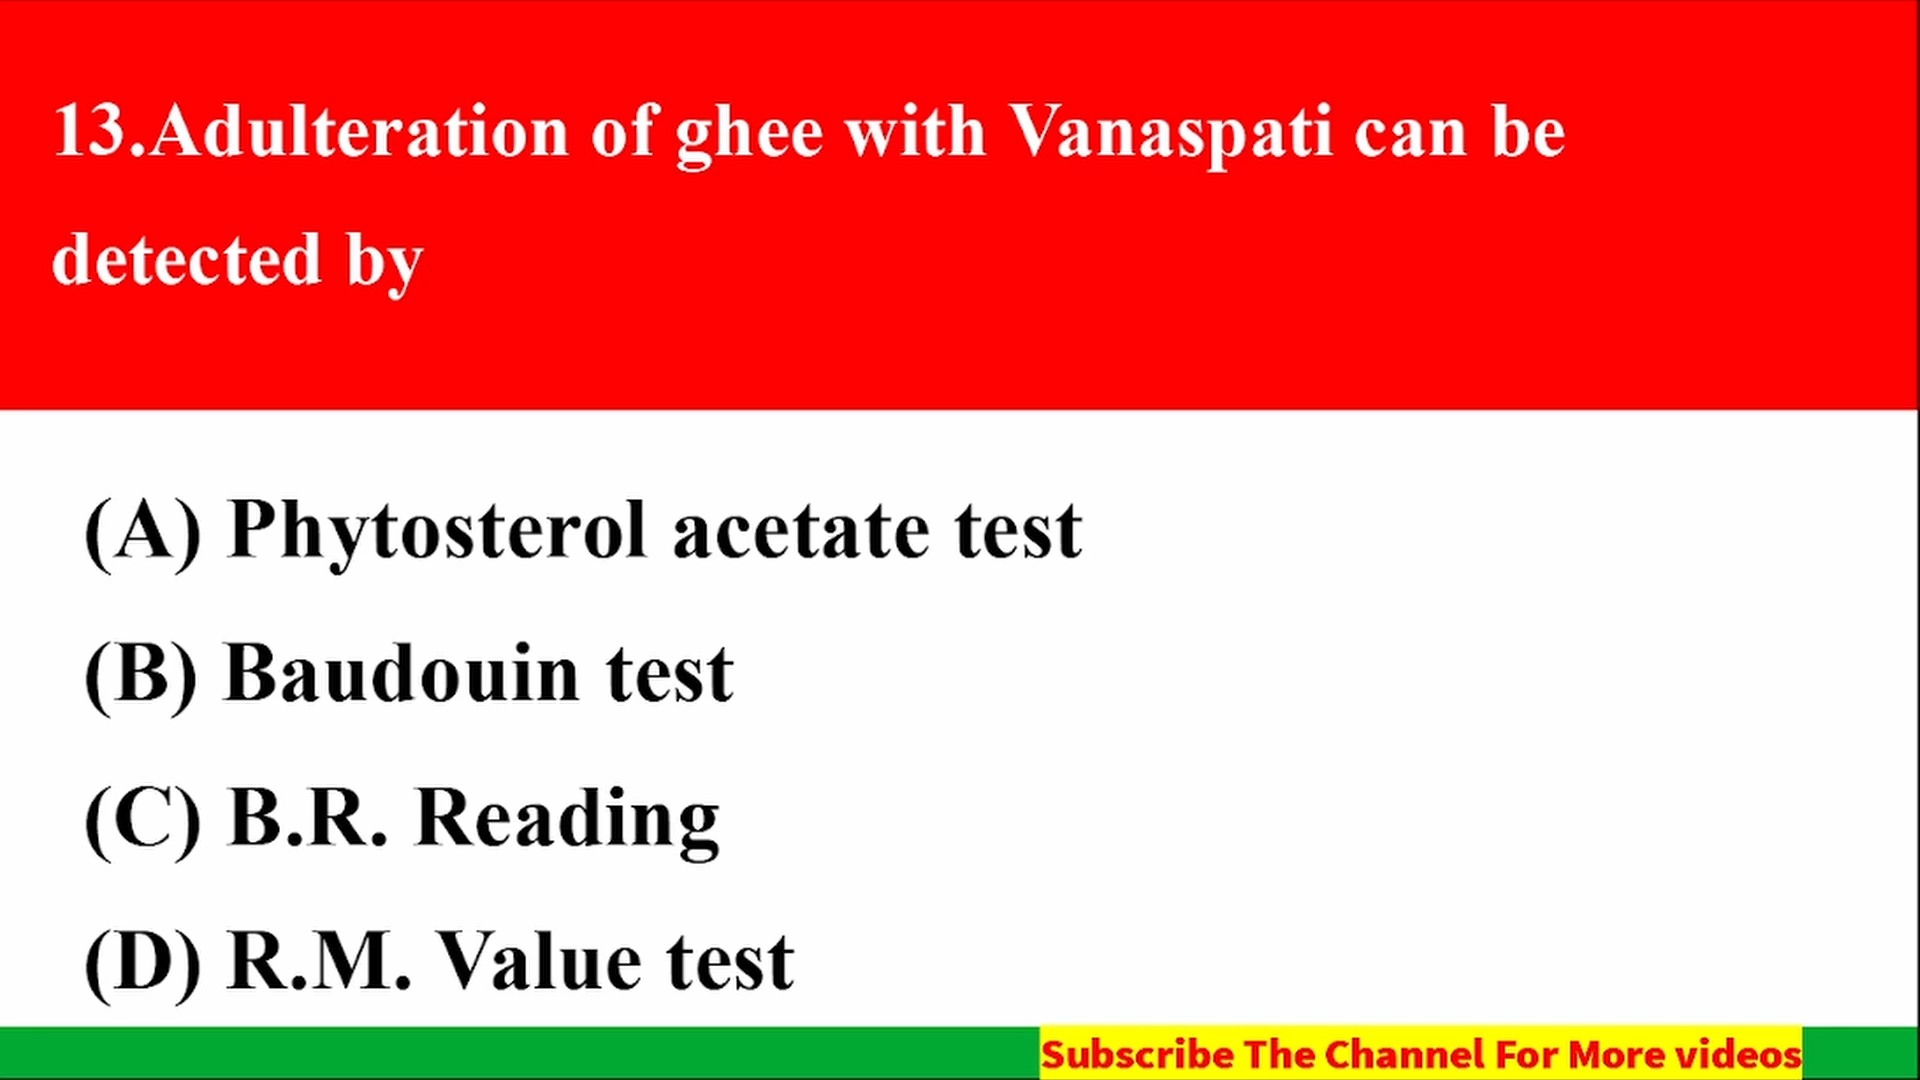 13.Adulteration of ghee with Vanaspati can be
detected by
(A) Phytosterol acetate test
(B) Baudouin test
(C) B.R. Reading
(D) R.M. Value test
Subscribe The Channel For More videos